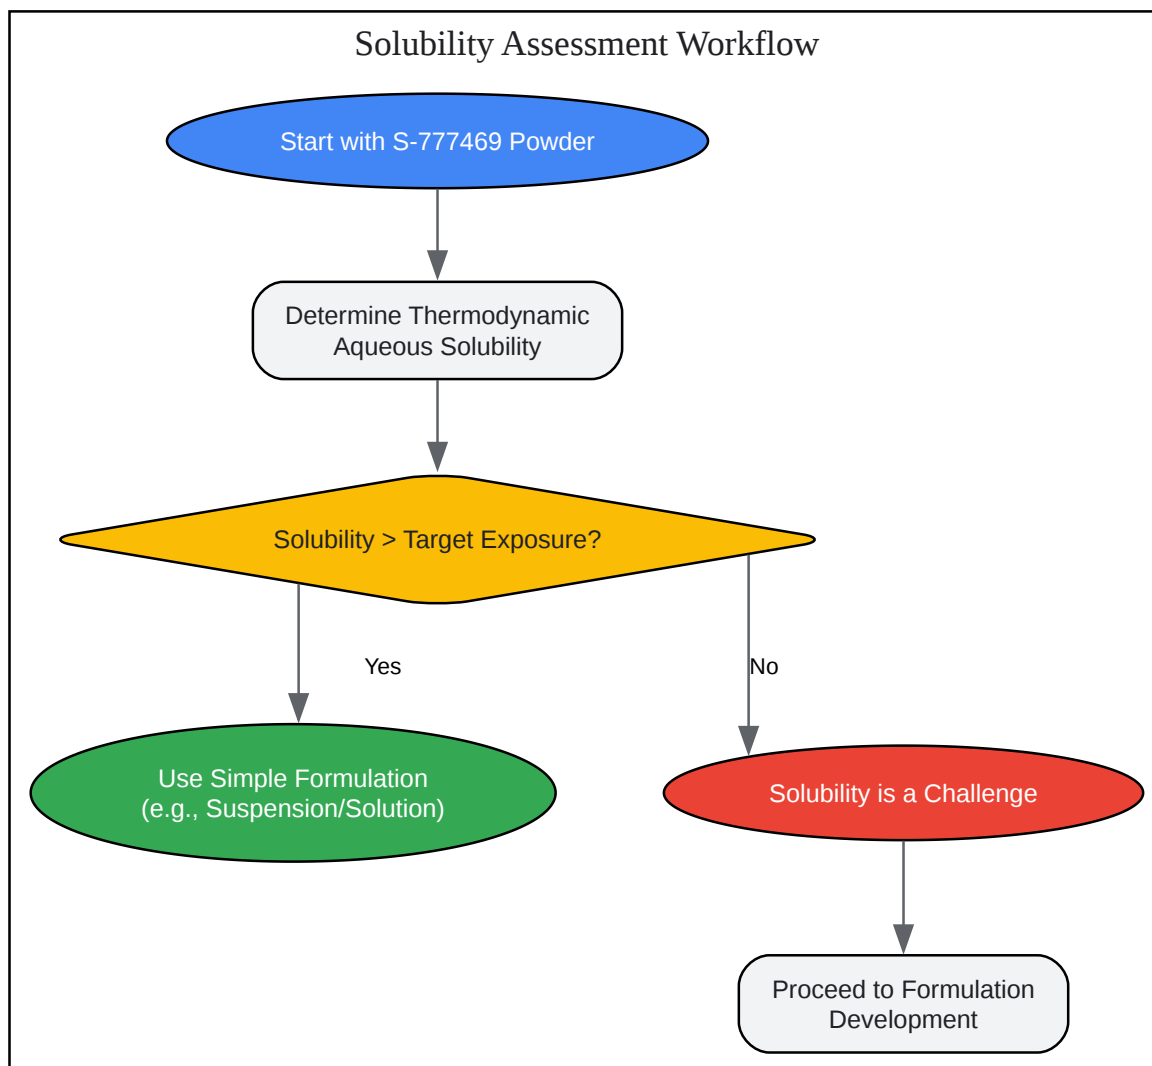 Solubility Assessment Workflow
Start with S-777469 Powder
Determine Thermodynamic
Aqueous Solubility
Solubility > Target Exposure?
Yes
No
Use Simple Formulation
(e.g., Suspension/Solution)
Solubility is a Challenge
Proceed to Formulation
Development